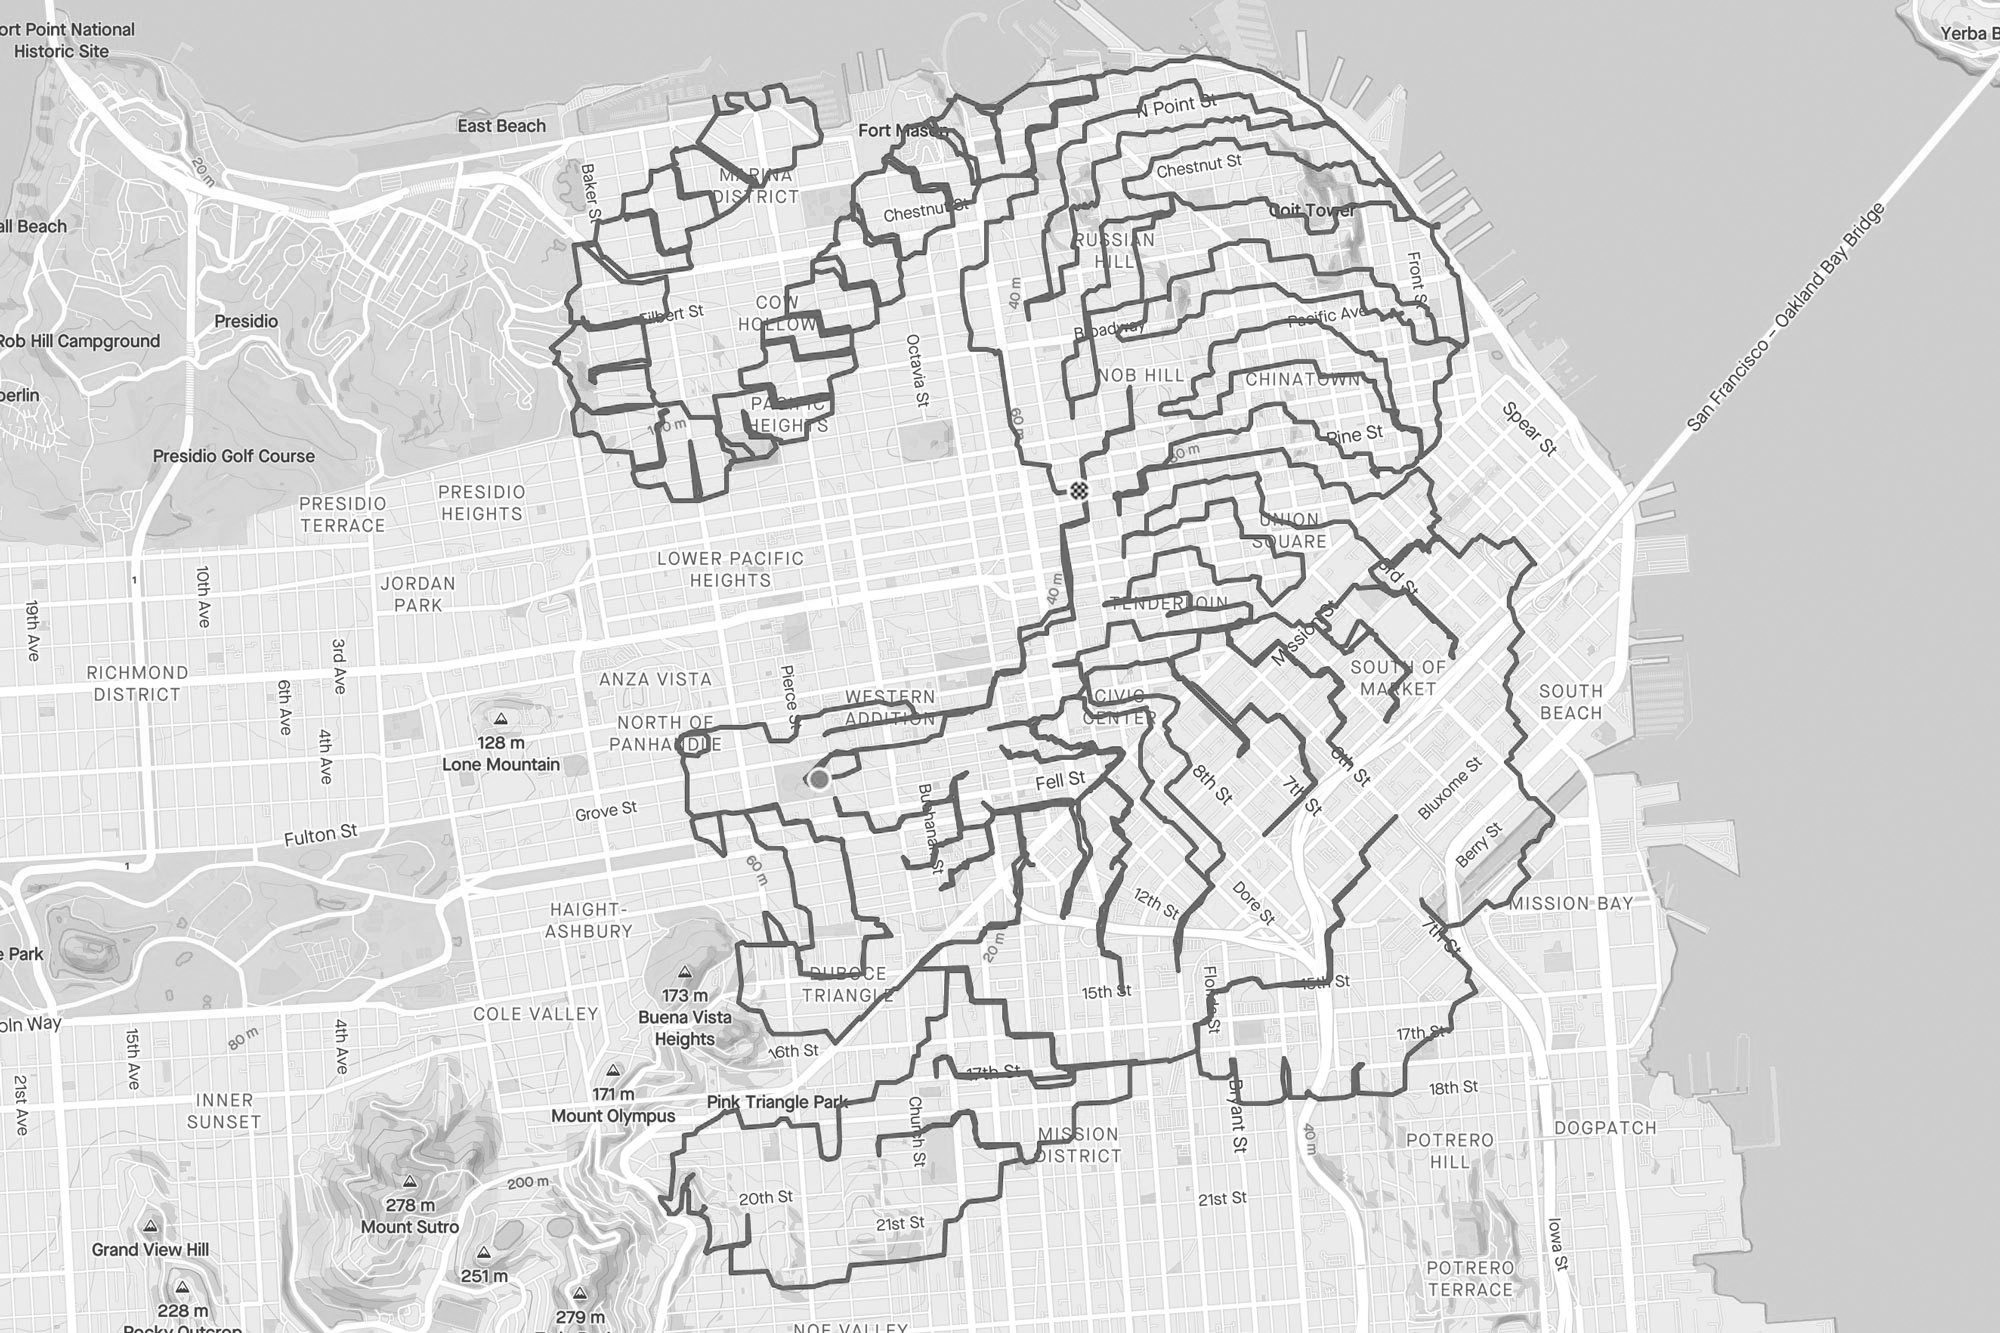 ort Point National
Historic Site
Yerba B
East Beach
Fort Mason
N Point St
20 m
Baker St
MARINA
DISTRICT
Chestnut St
Chestnut St
all Beach
Coit Tower
RUSSIAN
HILL
Front St
San Francisco – Oakland Bay Bridge
40 m
COW
HOLLOW
Filbert St
Presidio
Broadway
Pacific Ave
Rob Hill Campground
Octavia St
NOB HILL
CHINATOWN
perlin
PACIFIC
HEIGHTS
60 m
Spear St
Pine St
Presidio Golf Course
PRESIDIO
TERRACE
PRESIDIO
HEIGHTS
UNION
SQUARE
LOWER PACIFIC
HEIGHTS
JORDAN
PARK
1
10th Ave
19th Ave
40 m
TENDERLOIN
3rd St
Mission St
3rd Ave
RICHMOND
DISTRICT
6th Ave
ANZA VISTA
Pierce St
WESTERN
ADDITION
CIVIC
CENTER
SOUTH OF
MARKET
SOUTH
BEACH
NORTH OF
PANHANDLE
4th Ave
128 m
Lone Mountain
Fell St
8th St
7th St
6th St
Bluxome St
Berry St
Grove St
Fulton St
Buchanan St
1
60 m
12th St
Dore St
MISSION BAY
HAIGHT-
ASHBURY
20 m
7th St
e Park
DUBOCE
TRIANGLE
173 m
Buena Vista
Heights
COLE VALLEY
15th St
Florida St
15th St
oln Way
80 m
15th Ave
4th Ave
16th St
17th St
17th St
171 m
Mount Olympus
Pink Triangle Park
18th St
21st Ave
INNER
SUNSET
Church St
Bryant St
MISSION
DISTRICT
40 m
POTRERO
HILL
DOGPATCH
200 m
278 m
Mount Sutro
20th St
21st St
21st St
Grand View Hill
251 m
Iowa St
POTRERO
TERRACE
228 m
Rocky Outcrop
279 m
NOE VALLEY